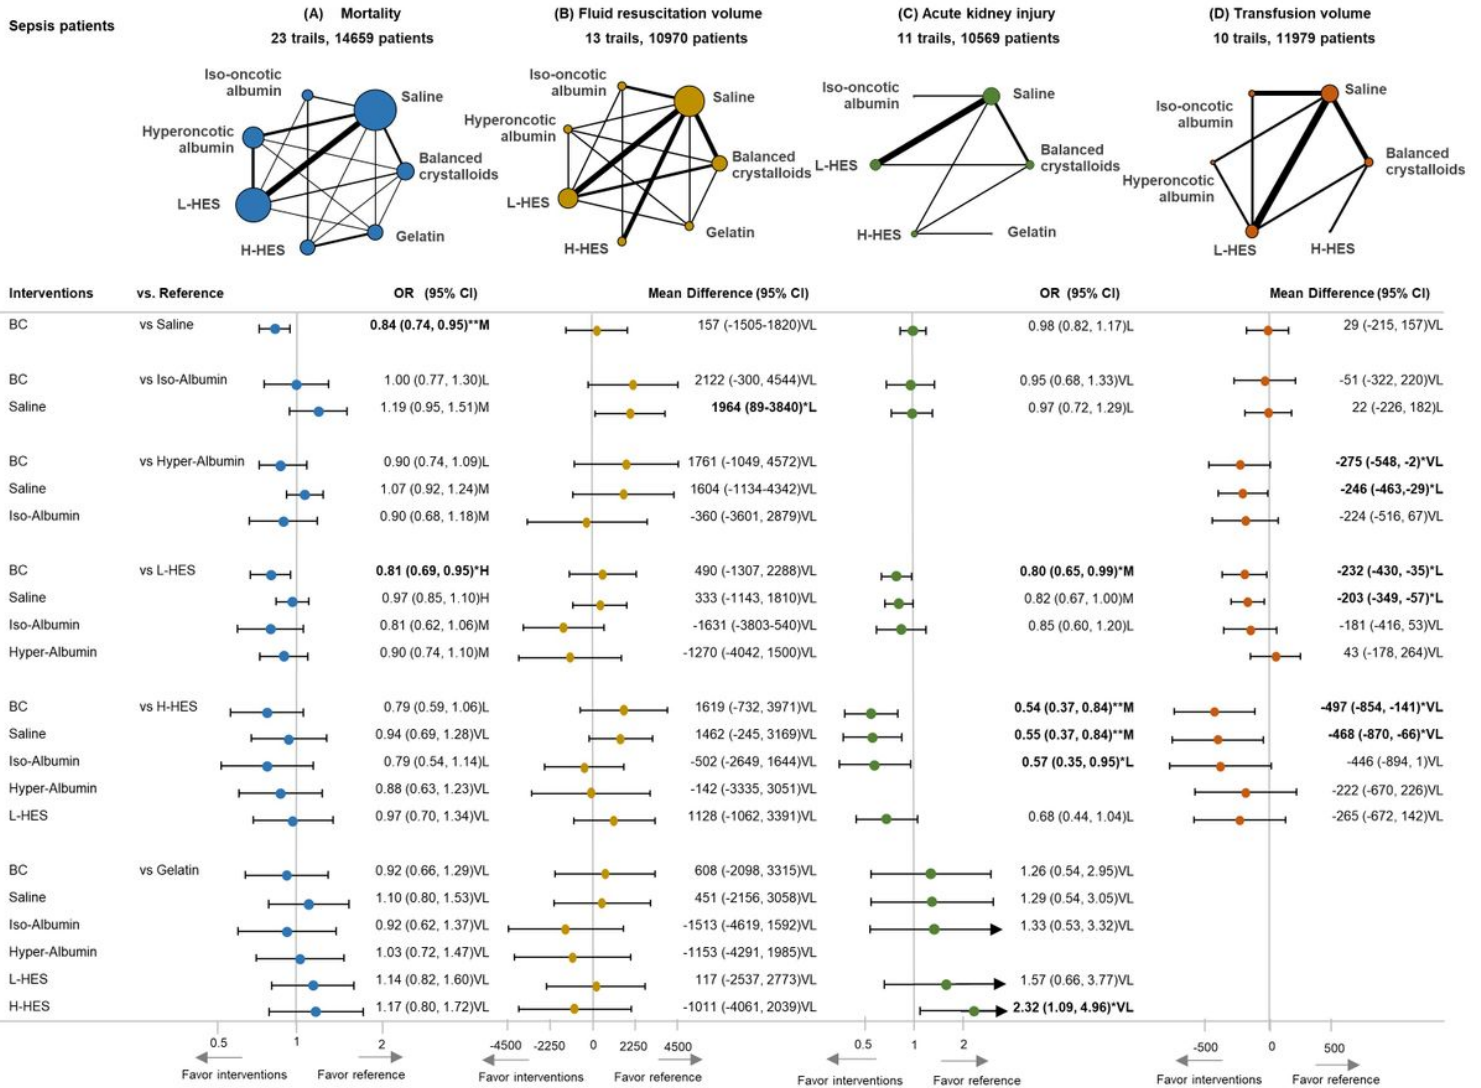 Sepsis patients
(A) Mortality
23 trails, 14659 patients
(B) Fluid resuscitation volume
13 trails, 10970 patients
(C) Acute kidney injury
11 trails, 10569 patients
(D) Transfusion volume
10 trails, 11979 patients
Iso-oncotic
albumin
Saline
Hyperoncotic
albumin
Balanced
crystalloids
L-HES
H-HES
Gelatin
Iso-oncotic
albumin
Saline
Hyperoncotic
albumin
Balanced
crystalloids
L-HES
H-HES
Gelatin
Iso-oncotic
albumin
Saline
L-HES
Balanced
crystalloids
H-HES
Gelatin
Iso-oncotic
albumin
Saline
Hyperoncotic
albumin
Balanced
crystalloids
L-HES
H-HES
Interventions vs. Reference OR (95% CI) Mean Difference (95% CI) OR (95% CI) Mean Difference (95% CI)
BC vs Saline 0.84 (0.74, 0.95)**M 157 (-1505-1820)VL 0.98 (0.82, 1.17)L 29 (-215, 157)VL
BC vs Iso-Albumin 1.00 (0.77, 1.30)L 2122 (-300, 4544)VL 0.95 (0.68, 1.33)VL -51 (-322, 220)VL
Saline 1.19 (0.95, 1.51)M 1964 (89-3840)*L 0.97 (0.72, 1.29)L 22 (-226, 182)L
BC vs Hyper-Albumin 0.90 (0.74, 1.09)L 1761 (-1049, 4572)VL -275 (-548, -2)*VL
Saline 1.07 (0.92, 1.24)M 1604 (-1134-4342)VL -246 (-463,-29)*L
Iso-Albumin 0.90 (0.68, 1.18)M -360 (-3601, 2879)VL -224 (-516, 67)VL
BC vs L-HES 0.81 (0.69, 0.95)*H 490 (-1307, 2288)VL 0.80 (0.65, 0.99)*M -232 (-430, -35)*L
Saline 0.97 (0.85, 1.10)H 333 (-1143, 1810)VL 0.82 (0.67, 1.00)M -203 (-349, -57)*L
Iso-Albumin 0.81 (0.62, 1.06)M -1631 (-3803-540)VL 0.85 (0.60, 1.20)L -181 (-416, 53)VL
Hyper-Albumin 0.90 (0.74, 1.10)M -1270 (-4042, 1500)VL 43 (-178, 264)VL
BC vs H-HES 0.79 (0.59, 1.06)L 1619 (-732, 3971)VL 0.54 (0.37, 0.84)**M -497 (-854, -141)*VL
Saline 0.94 (0.69, 1.28)VL 1462 (-245, 3169)VL 0.55 (0.37, 0.84)**M -468 (-870, -66)*VL
Iso-Albumin 0.79 (0.54, 1.14)L -502 (-2649, 1644)VL 0.57 (0.35, 0.95)*L -446 (-894, 1)VL
Hyper-Albumin 0.88 (0.63, 1.23)VL -142 (-3335, 3051)VL -222 (-670, 226)VL
L-HES 0.97 (0.70, 1.34)VL 1128 (-1062, 3391)VL 0.68 (0.44, 1.04)L -265 (-672, 142)VL
BC vs Gelatin 0.92 (0.66, 1.29)VL 608 (-2098, 3315)VL 1.26 (0.54, 2.95)VL
Saline 1.10 (0.80, 1.53)VL 451 (-2156, 3058)VL 1.29 (0.54, 3.05)VL
Iso-Albumin 0.92 (0.62, 1.37)VL -1513 (-4619, 1592)VL 1.33 (0.53, 3.32)VL
Hyper-Albumin 1.03 (0.72, 1.47)VL -1153 (-4291, 1985)VL
L-HES 1.14 (0.82, 1.60)VL 117 (-2537, 2773)VL 1.57 (0.66, 3.77)VL
H-HES 1.17 (0.80, 1.72)VL -1011 (-4061, 2039)VL 2.32 (1.09, 4.96)*VL
0.5 1 2 -4500 -2250 0 2250 4500 0.5 1 2 -500 0 500
Favor interventions Favor reference Favor interventions Favor reference Favor interventions Favor reference Favor interventions Favor reference